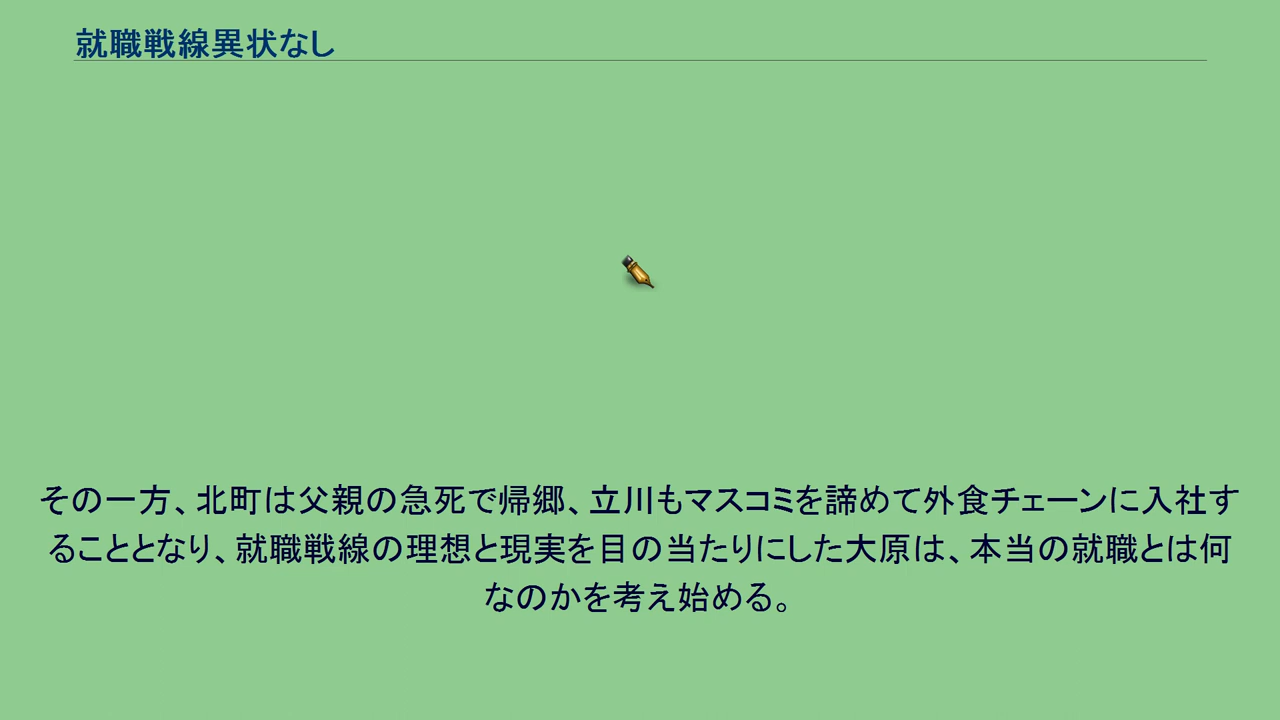 就職戦線異状なし
その一方、北町は父親の急死で帰郷、立川もマスコミを諦めて外食チェーンに入社す
ることとなり、就職戦線の理想と現実を目の当たりにした大原は、本当の就職とは何
なのかを考え始める。